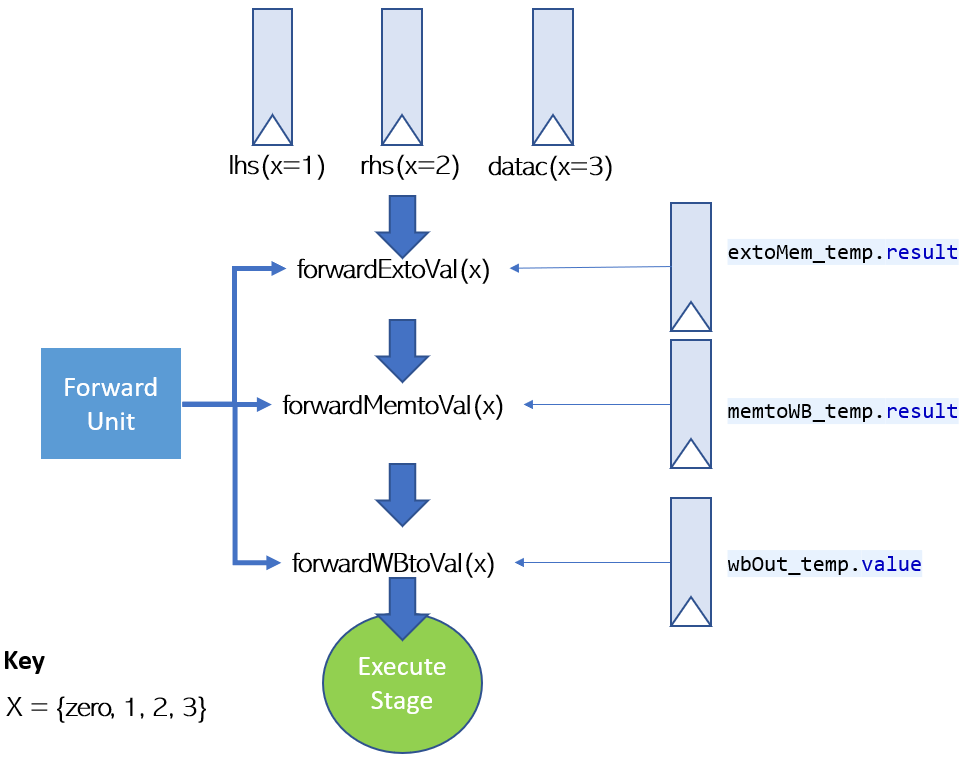 lhs(x=1)
rhs(x=2)
datac(x=3)
forwardExtoVal(x)
extoMem_temp.result
Forward
Unit
forwardMemtoVal(x)
memtoWB_temp.result
forwardWBtoVal(x)
wbOut_temp.value
Execute
Stage
Key
X = {zero, 1, 2, 3}